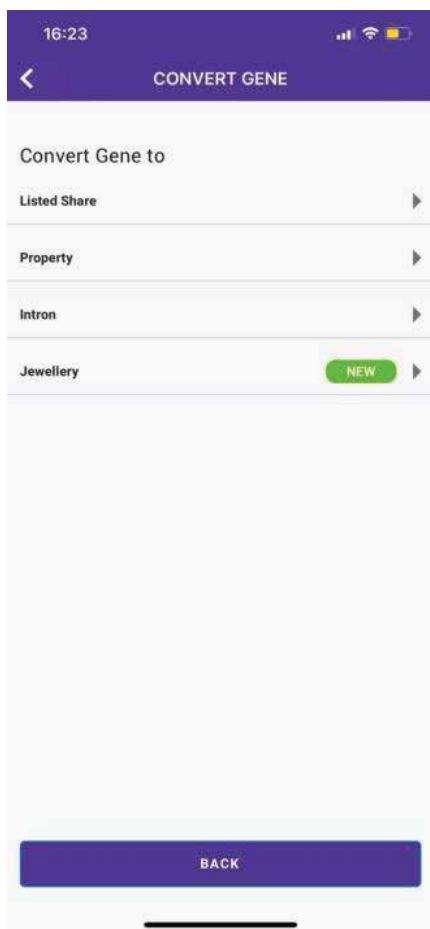 16:23
CONVERT GENE
Convert Gene to
Listed Share
Property
Intron
Jewellery NEW
BACK